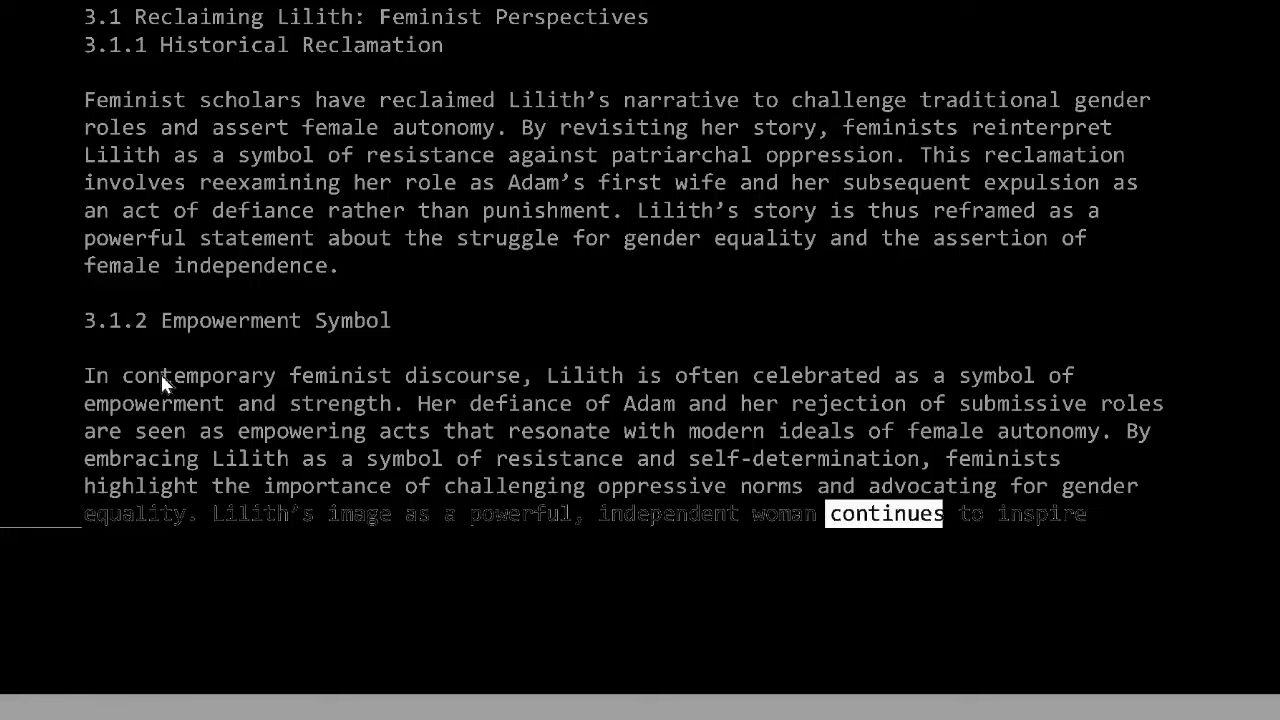 3.1 Reclaiming Lilith: Feminist Perspectives
3.1.1 Historical Reclamation
Feminist scholars have reclaimed Lilith’s narrative to challenge traditional gender
roles and assert female autonomy. By revisiting her story, feminists reinterpret
Lilith as a symbol of resistance against patriarchal oppression. This reclamation
involves reexamining her role as Adam’s first wife and her subsequent expulsion as
an act of defiance rather than punishment. Lilith’s story is thus reframed as a
powerful statement about the struggle for gender equality and the assertion of
female independence.
3.1.2 Empowerment Symbol
In contemporary feminist discourse, Lilith is often celebrated as a symbol of
empowerment and strength. Her defiance of Adam and her rejection of submissive roles
are seen as empowering acts that resonate with modern ideals of female autonomy. By
embracing Lilith as a symbol of resistance and self-determination, feminists
highlight the importance of challenging oppressive norms and advocating for gender
equality. Lilith’s image as a powerful, independent woman continues to inspire